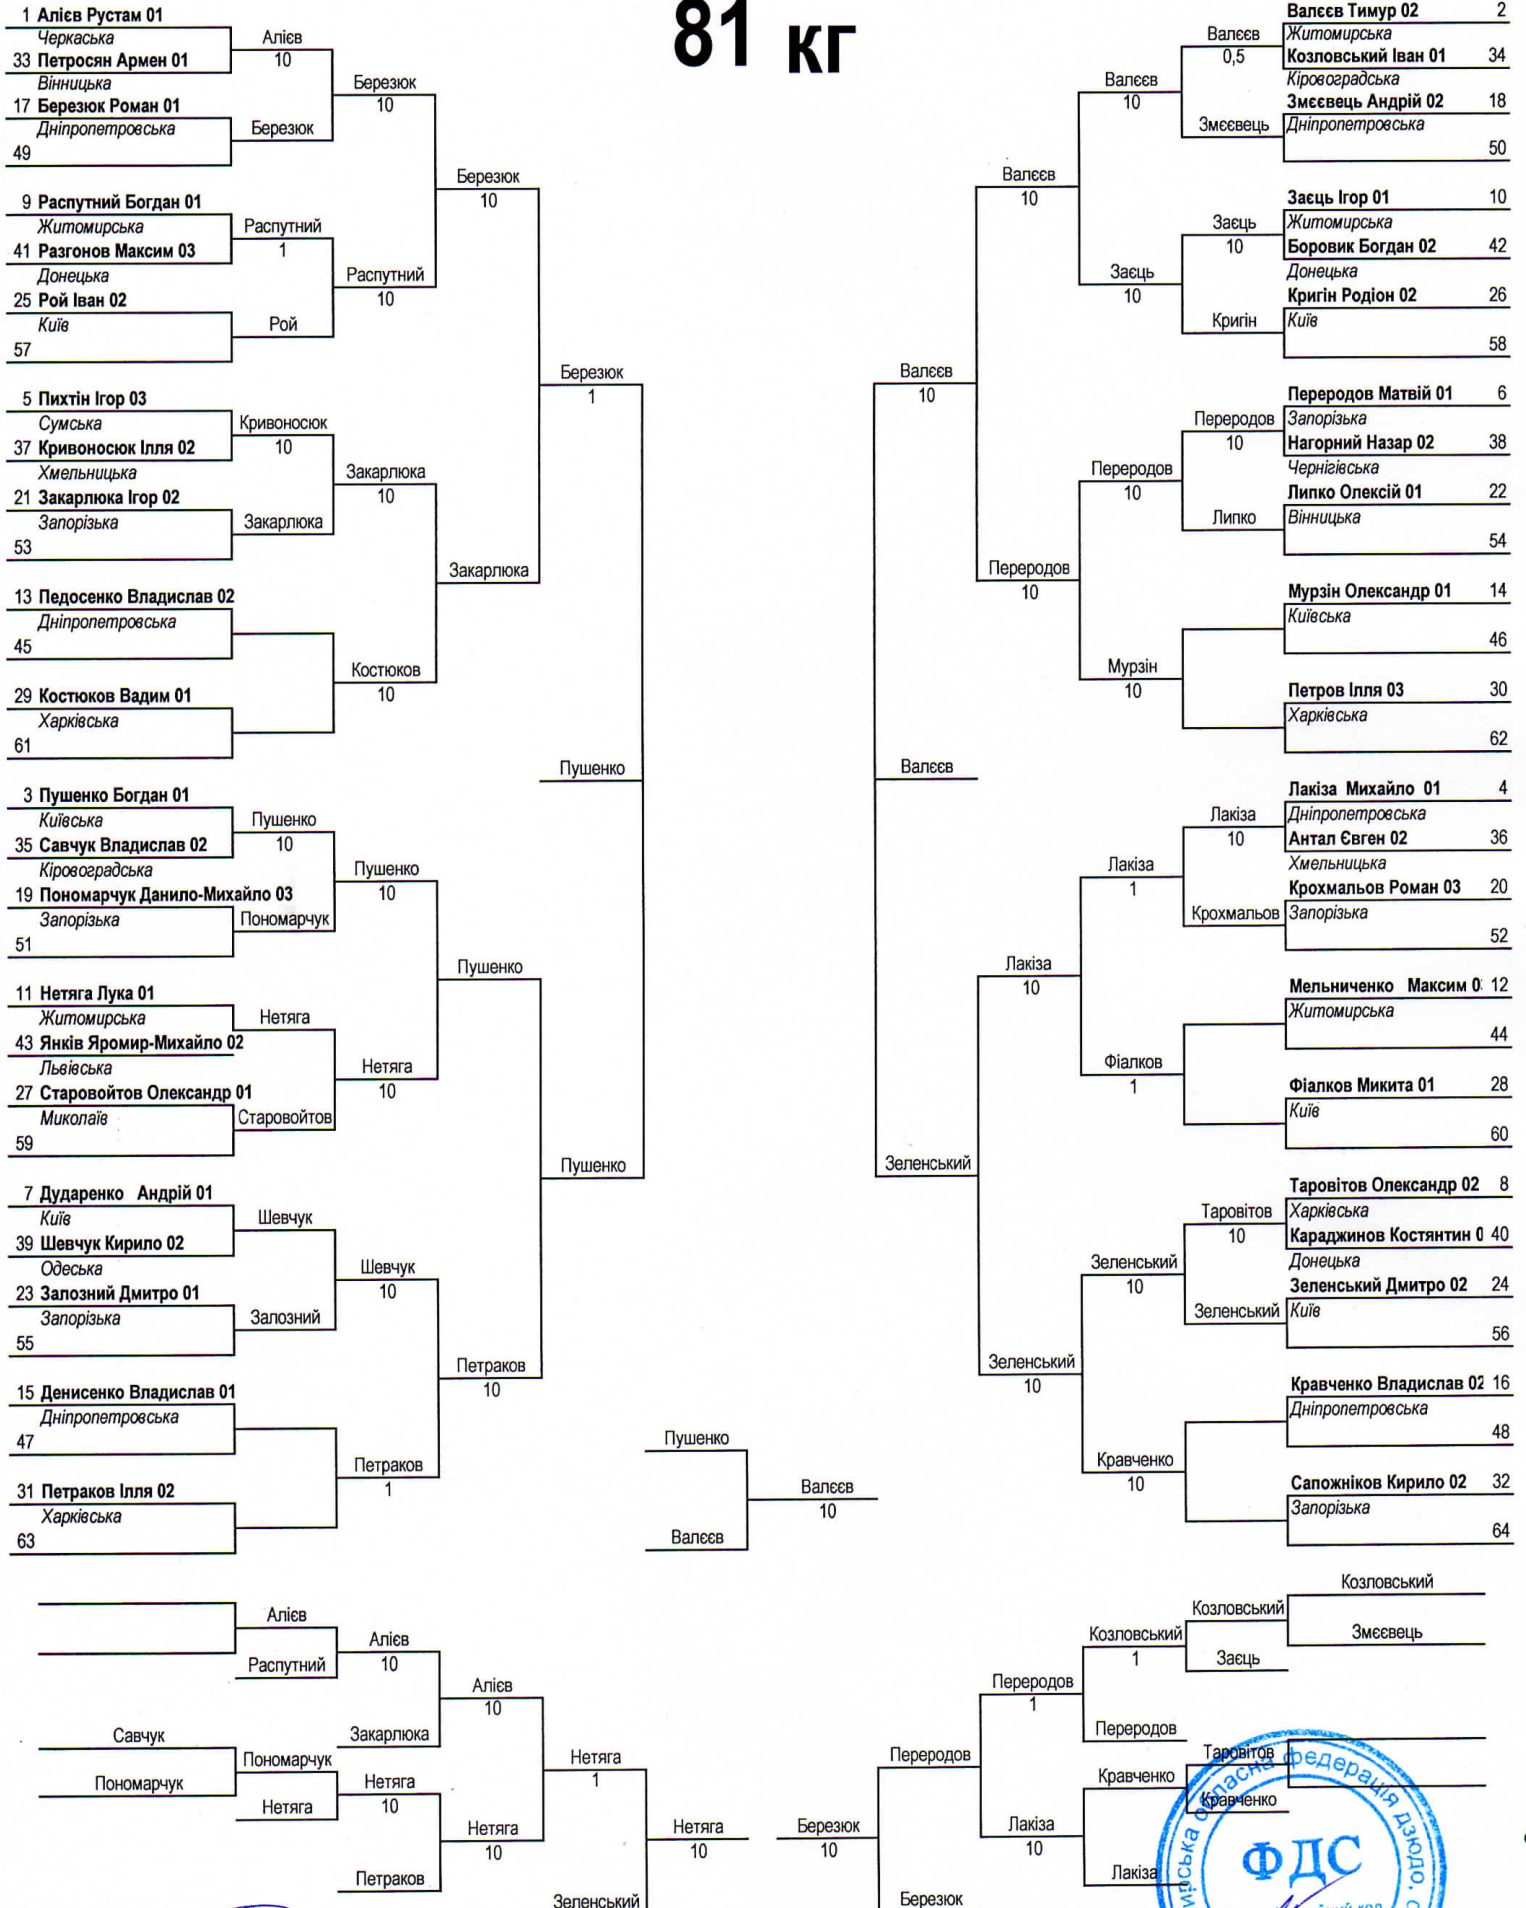 81 кг
1 Алієв Рустам 01
Черкаська
33 Петросян Армен 01
Вінницька
17 Березюк Роман 01
Дніпропетровська
49
9 Распутний Богдан 01
Житомирська
41 Разгонов Максим 03
Донецька
25 Рой Іван 02
Київ
57
5 Пихтін Ігор 03
Сумська
37 Кривоносюк Ілля 02
Хмельницька
21 Закарлюка Ігор 02
Запорізька
53
13 Педосенко Владислав 02
Дніпропетровська
45
29 Костюков Вадим 01
Харківська
61
3 Пушенко Богдан 01
Київська
35 Савчук Владислав 02
Кіровоградська
19 Пономарчук Данило-Михайло 03
Запорізька
51
11 Нетяга Лука 01
Житомирська
43 Янків Яромир-Михайло 02
Львівська
27 Старовойтов Олександр 01
Миколаїв
59
7 Дударенко Андрій 01
Київ
39 Шевчук Кирило 02
Одеська
23 Залозний Дмитро 01
Запорізька
55
15 Денисенко Владислав 01
Дніпропетровська
47
31 Петраков Ілля 02
Харківська
63
Алієв
10
Березюк
Распутний
1
Рой
Кривоносюк
10
Закарлюка
Пушенко
10
Пономарчук
Нетяга
Старовойтов
Шевчук
Залозний
Березюк
10
Распутний
10
Закарлюка
10
Костюков
10
Пушенко
10
Нетяга
10
Шевчук
10
Петраков
1
Березюк
10
Закарлюка
Пушенко
Петраков
10
Березюк
1
Пушенко
Пушенко
Пушенко
Валєєв
Валєєв
10
Валєєв
10
Валєєв
Зеленський
Валєєв
10
Переродов
10
Лакіза
10
Зеленський
10
Валєєв
10
Заєць
10
Переродов
10
Мурзін
10
Лакіза
1
Фіалков
1
Зеленський
10
Кравченко
10
Валєєв
0,5
Змєєвець
Заєць
10
Кригін
Переродов
10
Липко
Лакіза
10
Крохмальов
Таровітов
10
Зеленський
Валєєв Тимур 02 2
Житомирська
Козловський Іван 01 34
Кіровоградська
Змєєвець Андрій 02 18
Дніпропетровська
50
Заєць Ігор 01 10
Житомирська
Боровик Богдан 02 42
Донецька
Кригін Родіон 02 26
Київ
58
Переродов Матвій 01 6
Запорізька
Нагорний Назар 02 38
Чернігівська
Липко Олексій 01 22
Вінницька
54
Мурзін Олександр 01 14
Київська
46
Петров Ілля 03 30
Харківська
62
Лакіза Михайло 01 4
Дніпропетровська
Антал Євген 02 36
Хмельницька
Крохмальов Роман 03 20
Запорізька
52
Мельниченко Максим 0 12
Житомирська
44
Фіалков Микита 01 28
Київ
60
Таровітов Олександр 02 8
Харківська
Караджинов Костянтин 0 40
Донецька
Зеленський Дмитро 02 24
Київ
56
Кравченко Владислав 02 16
Дніпропетровська
48
Сапожніков Кирило 02 32
Запорізька
64
Алієв
Распутний
Савчук
Пономарчук
Пономарчук
Нетяга
Алієв
10
Закарлюка
Нетяга
10
Петраков
Алієв
10
Нетяга
10
Нетяга
1
Зеленський
Нетяга
10
Березюк
10
Переродов
Березюк
Переродов
1
Лакіза
10
Козловський
1
Переродов
Кравченко
Лакіза
Козловський
Заєць
Таровітов
Кравченко
Козловський
Змєєвець
федерація дзюдо,
ФДС